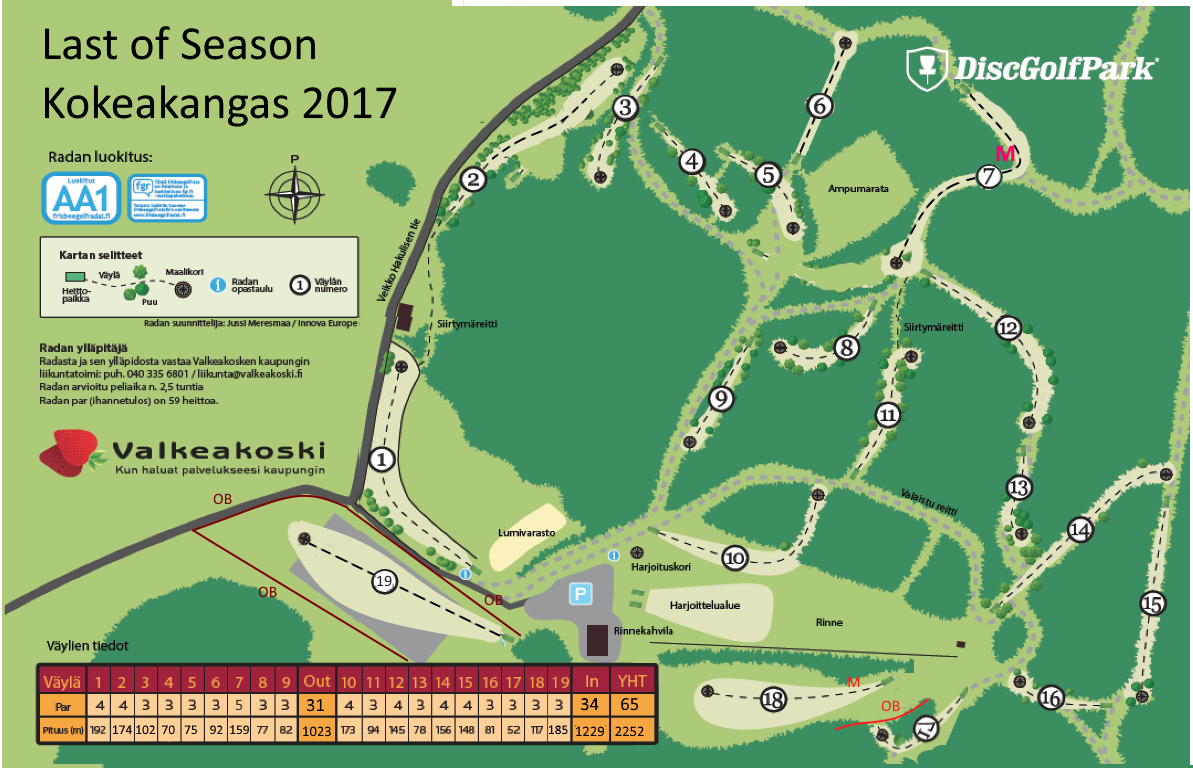 Last of Season
Kokeakangas 2017
Radan luokitus:
Luokitus
AA1
frisbeegolfradat.fi
fgr
www.frisbeegolfradat.fi
P
DiscGolfPark
Kartan selitteet
Heitto-
paikka
Väylä
Puu
Maalikori
Radan
opastaulu
1
Väylän
numero
Radan suunnittelija: Jussi Meresmaa / Innova Europe
Radan ylläpitäjä
Radasta ja sen ylläpidosta vastaa Valkeakosken kaupungin
liikuntatoimi: puh. 040 335 6801 / liikunta@valkeakoski.fi
Radan arvioitu peliaika n. 2,5 tuntia
Radan par (ihannetulos) on 59 heittoa.
Valkeakoski
Kun haluat palvelukseesi kaupungin
Veikko Hakulisen tie
Siirtymäreitti
2
3
4
5
6
M
7
Ampumarata
Siirtymäreitti
12
8
9
11
1
OB
Lumivarasto
Valaistu reitti
13
14
10
Harjoituskori
19
OB
OB
P
Harjoittelualue
Rinne
Rinnekahvila
15
M
18
OB
16
17
Väylien tiedot
Väylä 1 2 3 4 5 6 7 8 9 Out 10 11 12 13 14 15 16 17 18 19 In YHT
Par 4 4 3 3 3 3 5 3 3 31 4 3 4 3 4 4 3 3 3 3 34 65
Pituus (m) 192 174 102 70 75 92 159 77 82 1023 173 94 145 78 156 148 81 52 117 185 1229 2252